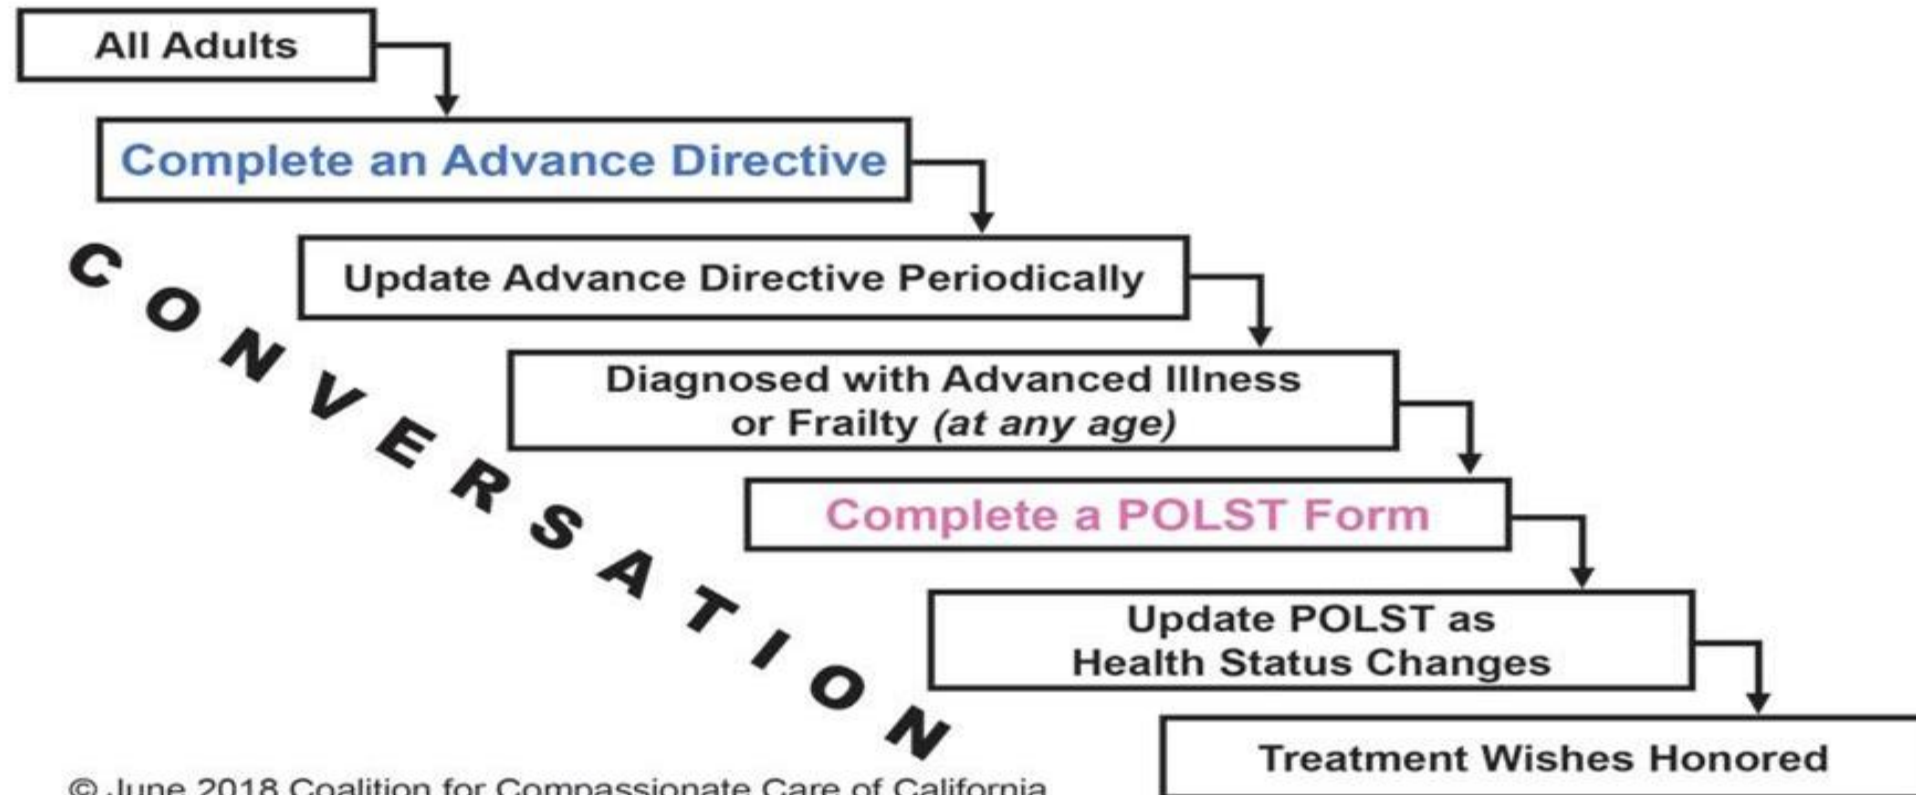 All Adults
Complete an Advance Directive
Update Advance Directive Periodically
Diagnosed with Advanced Illness
or Frailty (at any age)
Complete a POLST Form
Update POLST as
Health Status Changes
Treatment Wishes Honored
CONVERSATION
© June 2018 Coalition for Compassionate Care of California